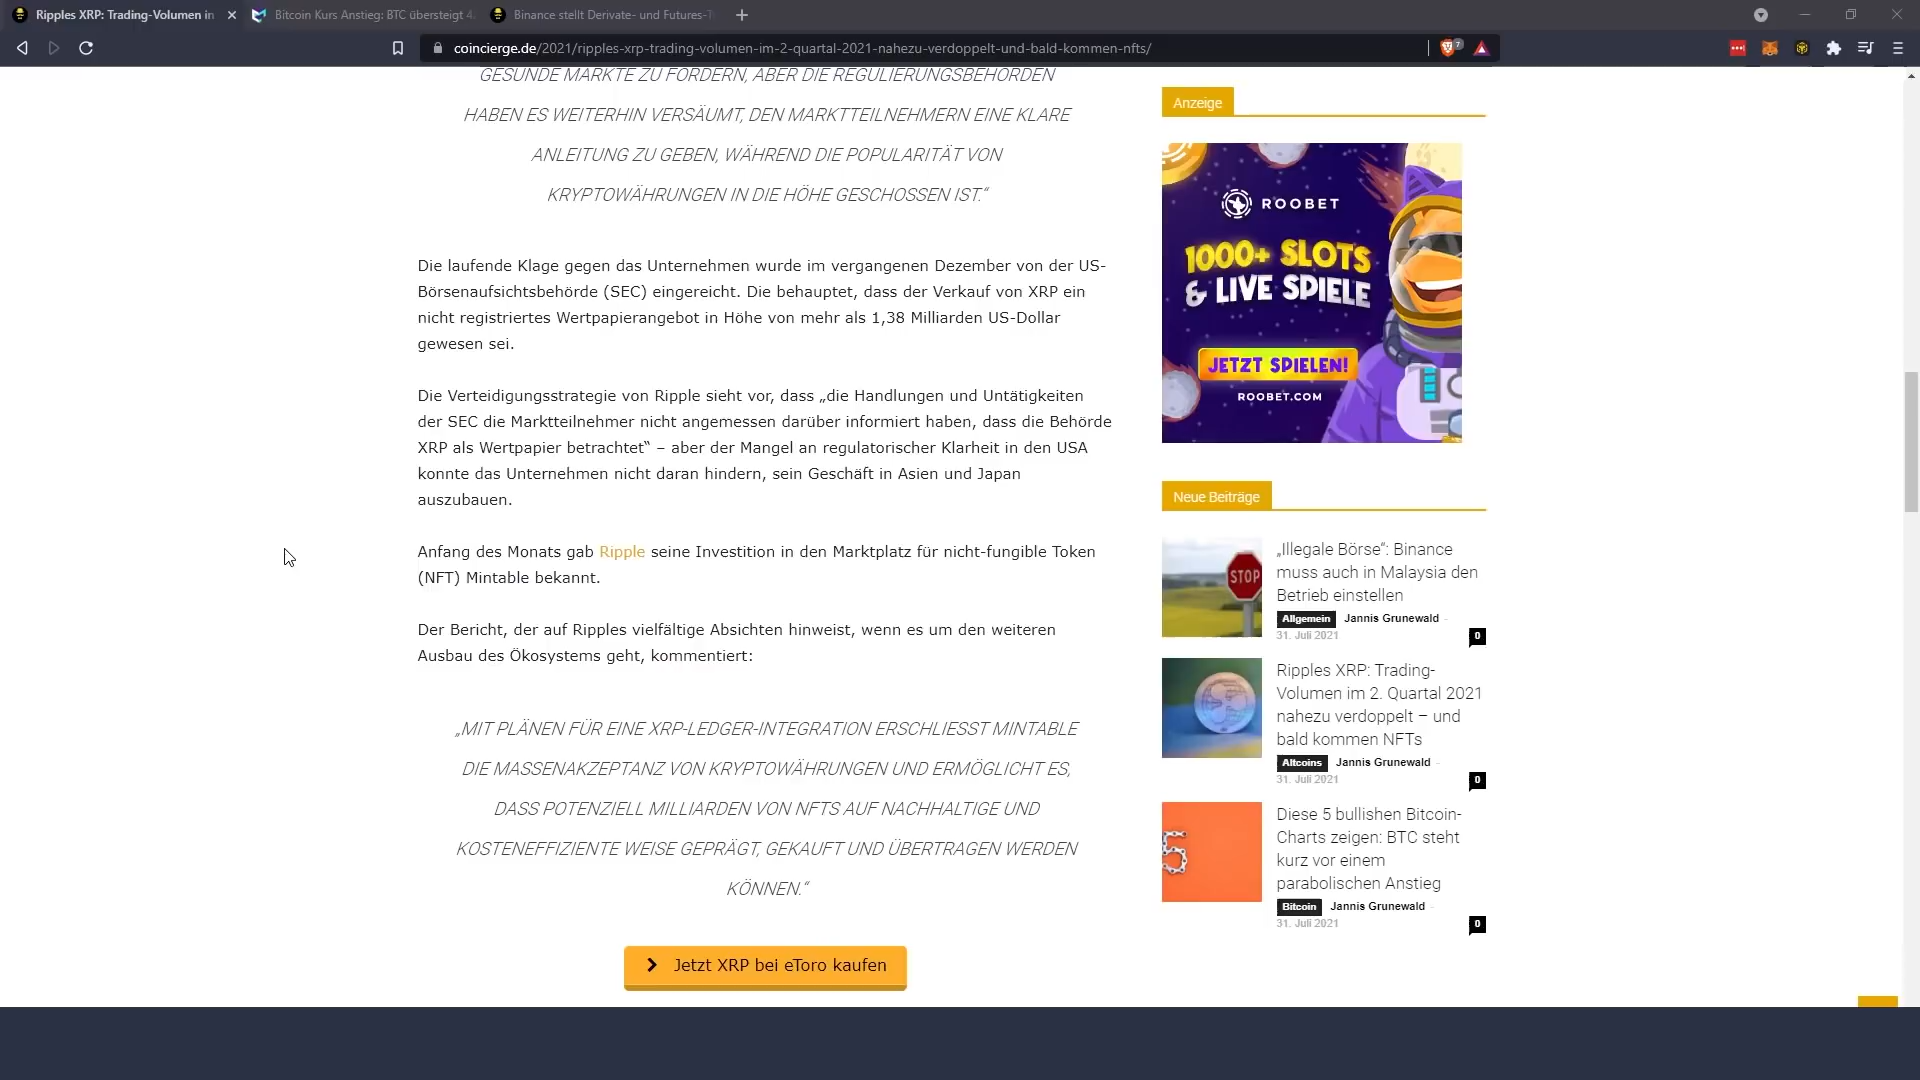 Ripples XRP: Trading-Volumen in
Bitcoin Kurs Anstieg: BTC übersteigt 4
Binance stellt Derivate- und Futures-T
coincierge.de/2021/ripples-xrp-trading-volumen-im-2-quartal-2021-nahezu-verdoppelt-und-bald-kommen-nfts/
7
GESUNDE MÄRKTE ZU FÖRDERN, ABER DIE REGULIERUNGSBEHÖRDEN
HABEN ES WEITERHIN VERSÄUMT, DEN MARKTTEILNEHMERN EINE KLARE
ANLEITUNG ZU GEBEN, WÄHREND DIE POPULARITÄT VON
KRYPTOWÄHRUNGEN IN DIE HÖHE GESCHOSSEN IST.“
Die laufende Klage gegen das Unternehmen wurde im vergangenen Dezember von der US-
Börsenaufsichtsbehörde (SEC) eingereicht. Die behauptet, dass der Verkauf von XRP ein
nicht registriertes Wertpapierangebot in Höhe von mehr als 1,38 Milliarden US-Dollar
gewesen sei.
Die Verteidigungsstrategie von Ripple sieht vor, dass „die Handlungen und Untätigkeiten
der SEC die Marktteilnehmer nicht angemessen darüber informiert haben, dass die Behörde
XRP als Wertpapier betrachtet“ – aber der Mangel an regulatorischer Klarheit in den USA
konnte das Unternehmen nicht daran hindern, sein Geschäft in Asien und Japan
auszubauen.
Anfang des Monats gab Ripple seine Investition in den Marktplatz für nicht-fungible Token
(NFT) Mintable bekannt.
Der Bericht, der auf Ripples vielfältige Absichten hinweist, wenn es um den weiteren
Ausbau des Ökosystems geht, kommentiert:
„MIT PLÄNEN FÜR EINE XRP-LEDGER-INTEGRATION ERSCHLIESST MINTABLE
DIE MASSENAKZEPTANZ VON KRYPTOWÄHRUNGEN UND ERMÖGLICHT ES,
DASS POTENZIELL MILLIARDEN VON NFTS AUF NACHHALTIGE UND
KOSTENEFFIZIENTE WEISE GEPRÄGT, GEKAUFT UND ÜBERTRAGEN WERDEN
KÖNNEN.“
Jetzt XRP bei eToro kaufen
Anzeige
ROOBET
1000+ SLOTS
& LIVE SPIELE
JETZT SPIELEN!
ROOBET.COM
Neue Beiträge
STOP
„Illegale Börse“: Binance
muss auch in Malaysia den
Betrieb einstellen
Allgemein Jannis Grunewald -
31. Juli 2021
0
Ripples XRP: Trading-
Volumen im 2. Quartal 2021
nahezu verdoppelt – und
bald kommen NFTs
Altcoins Jannis Grunewald -
31. Juli 2021
0
5
Diese 5 bullishen Bitcoin-
Charts zeigen: BTC steht
kurz vor einem
parabolischen Anstieg
Bitcoin Jannis Grunewald -
31. Juli 2021
0